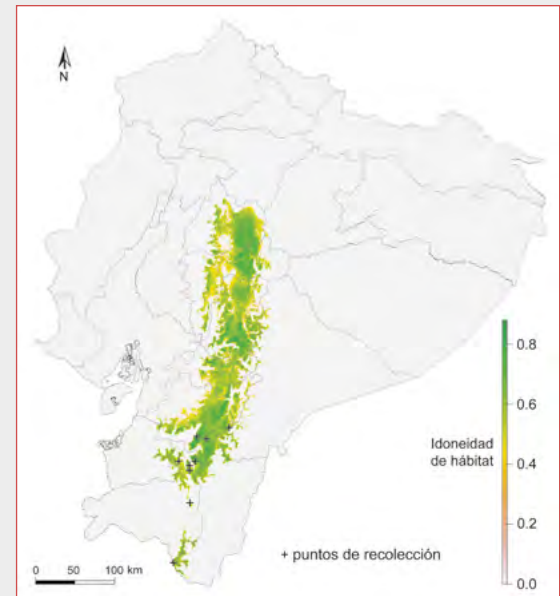 N
0.8
0.6
Idoneidad
de hábitat
0.4
0.2
+ puntos de recolección
0.0
0 50 100 km